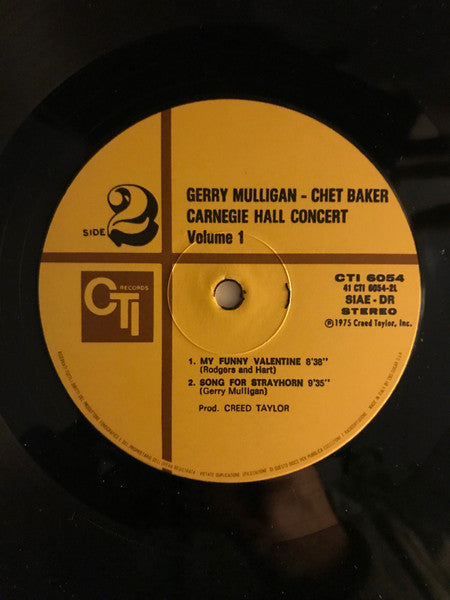 SIDE 2
GERRY MULLIGAN - CHET BAKER
CARNEGIE HALL CONCERT
Volume 1
CTI
RECORDS
CTI 6054
41 CTI 6054-2L
SIAE - DR
STEREO
℗1975 Creed Taylor, Inc.
1. MY FUNNY VALENTINE 8'38"
(Rodgers and Hart)
2. SONG FOR STRAYHORN 9'35"
(Gerry Mulligan)
Prod. CREED TAYLOR